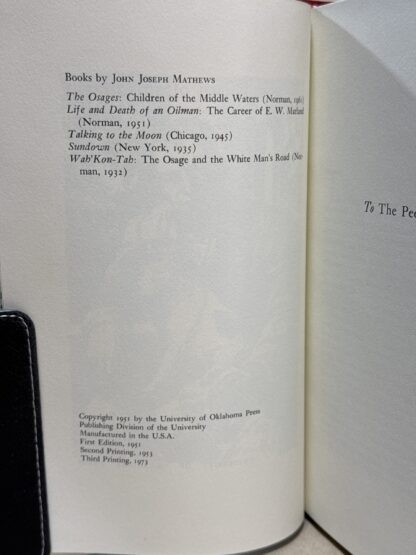 Books by JOHN JOSEPH MATHEWS
The Osages: Children of the Middle Waters (Norman, 1961)
Life and Death of an Oilman: The Career of E. W. Marland
(Norman, 1951)
Talking to the Moon (Chicago, 1945)
Sundown (New York, 1935)
Wah'Kon-Tah: The Osage and the White Man's Road (Nor-
man, 1932)
To The Peo
Copyright 1951 by the University of Oklahoma Press
Publishing Division of the University
Manufactured in the U.S.A.
First Edition, 1951
Second Printing, 1953
Third Printing, 1973